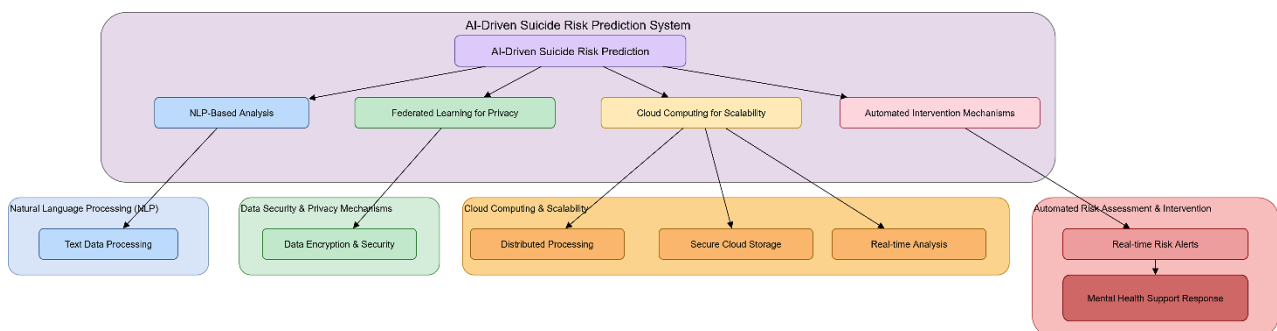 AI-Driven Suicide Risk Prediction System
AI-Driven Suicide Risk Prediction
NLP-Based Analysis
Federated Learning for Privacy
Cloud Computing for Scalability
Automated Intervention Mechanisms
Natural Language Processing (NLP)
Data Security & Privacy Mechanisms
Cloud Computing & Scalability
Automated Risk Assessment & Intervention
Text Data Processing
Data Encryption & Security
Distributed Processing
Secure Cloud Storage
Real-time Analysis
Real-time Risk Alerts
Mental Health Support Response